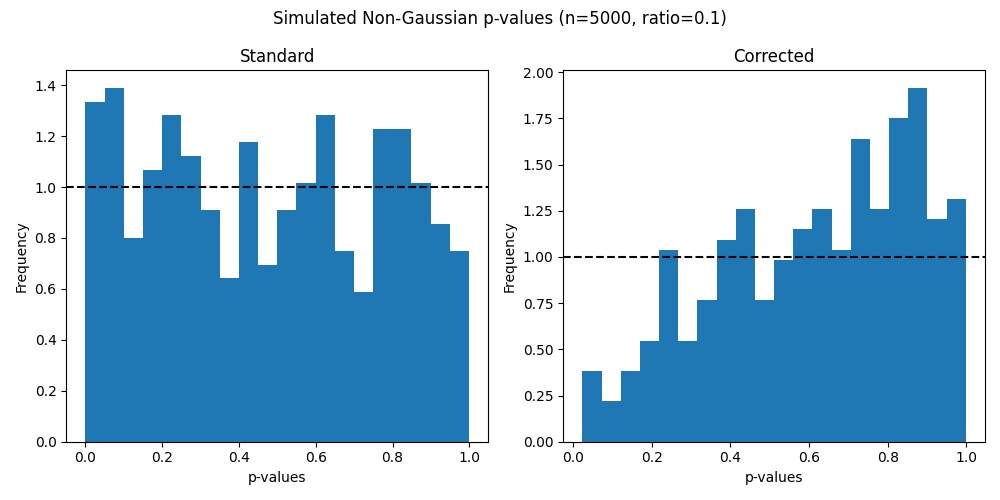 Simulated Non-Gaussian p-values (n=5000, ratio=0.1)
Standard
Frequency
1.4
1.2
1.0
0.8
0.6
0.4
0.2
0.0
0.0 0.2 0.4 0.6 0.8 1.0
p-values
Corrected
Frequency
2.00
1.75
1.50
1.25
1.00
0.75
0.50
0.25
0.00
0.0 0.2 0.4 0.6 0.8 1.0
p-values